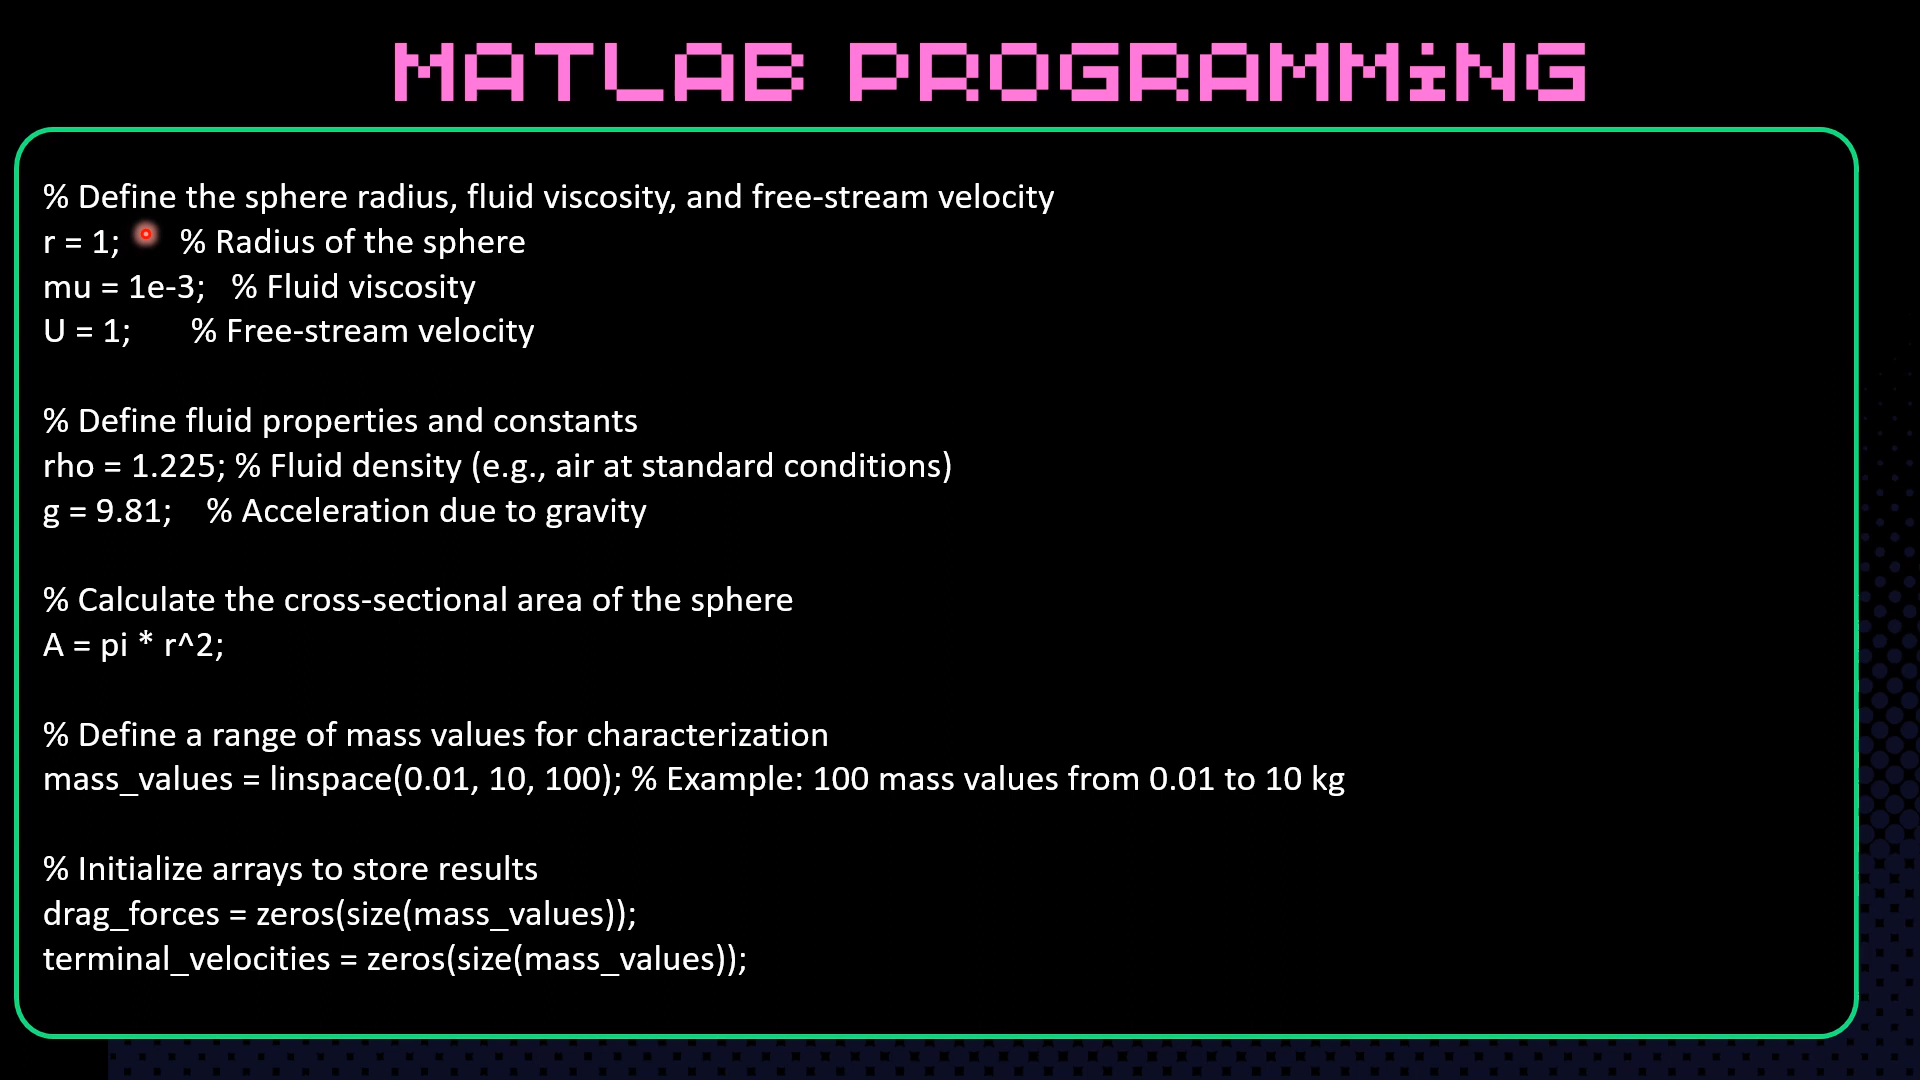 MATLAB PROGRAMMiNG
% Define the sphere radius, fluid viscosity, and free-stream velocity
r = 1;      % Radius of the sphere
mu = 1e-3;   % Fluid viscosity
U = 1;       % Free-stream velocity
% Define fluid properties and constants
rho = 1.225; % Fluid density (e.g., air at standard conditions)
g = 9.81;    % Acceleration due to gravity
% Calculate the cross-sectional area of the sphere
A = pi * r^2;
% Define a range of mass values for characterization
mass_values = linspace(0.01, 10, 100); % Example: 100 mass values from 0.01 to 10 kg
% Initialize arrays to store results
drag_forces = zeros(size(mass_values));
terminal_velocities = zeros(size(mass_values));